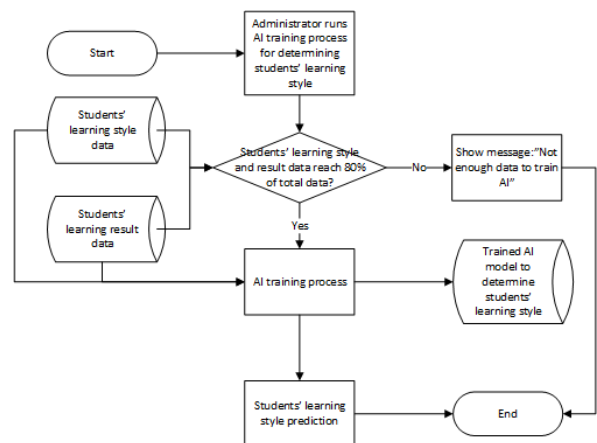 Administrator runs
AI training process
for determining
students' learning
style
Start
Students'
learning style
data
Students' learning style
and result data reach 80%
of total data?
No
Show message:"Not
enough data to train
AI"
Students'
learning result
data
Yes
AI training process
Trained AI
model to
determine
students'
learning style
Students' learning
style prediction
End